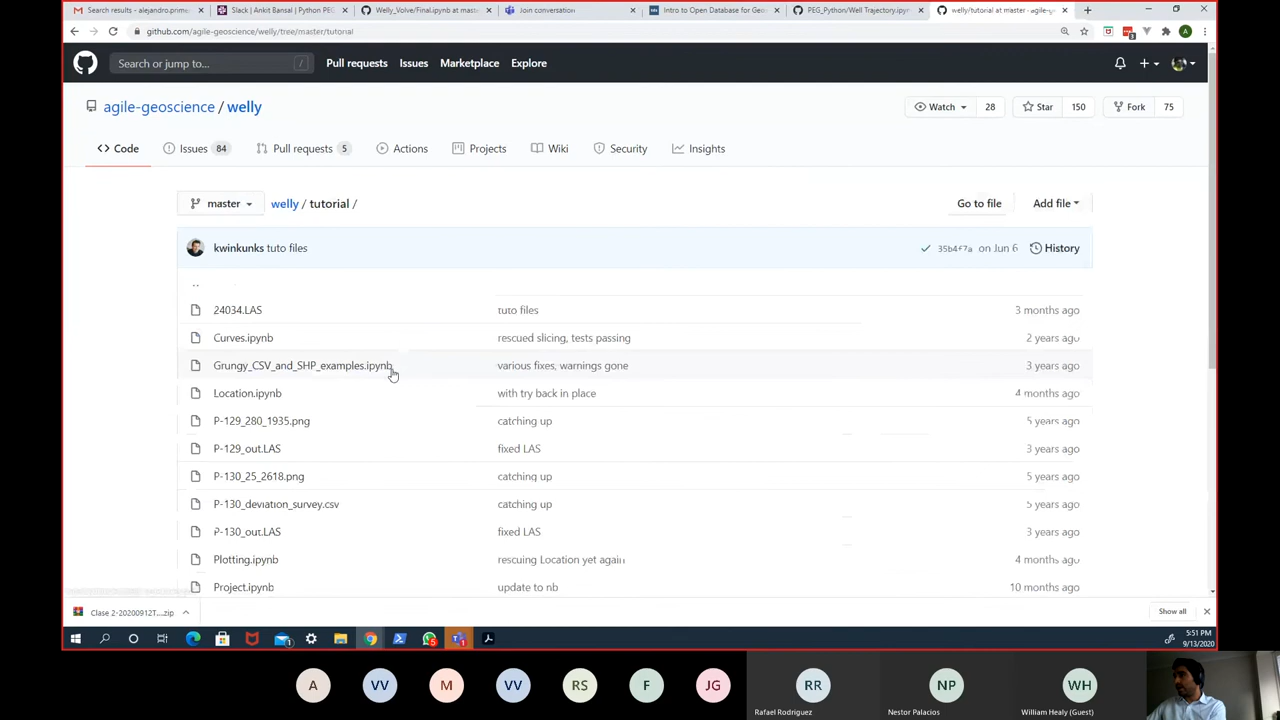 Search results - alejandro.prime
Slack | Ankit Bansal | Python PEG
Welly_Volve/Final.ipynb at mast
Join conversation
Intro to Open Database for Geo
PEG_Python/Well Trajectory.ipyn
welly/tutorial at master · agile-g
github.com/agile-geoscience/welly/tree/master/tutorial
Search or jump to...
/
Pull requests
Issues
Marketplace
Explore
agile-geoscience / welly
Watch
28
Star
150
Fork
75
Code
Issues 84
Pull requests 5
Actions
Projects
Wiki
Security
Insights
master
welly / tutorial /
Go to file
Add file
kwinkunks tuto files
35b4f7a on Jun 6
History
..
24034.LAS tuto files 3 months ago
Curves.ipynb rescued slicing, tests passing 2 years ago
Grungy_CSV_and_SHP_examples.ipynb various fixes, warnings gone 3 years ago
Location.ipynb with try back in place 4 months ago
P-129_280_1935.png catching up 5 years ago
P-129_out.LAS fixed LAS 3 years ago
P-130_25_2618.png catching up 5 years ago
P-130_deviation_survey.csv catching up 5 years ago
P-130_out.LAS fixed LAS 3 years ago
Plotting.ipynb rescuing Location yet again 4 months ago
Project.ipynb update to nb 10 months ago
Clase 2-20200912T....zip
Show all
5:51 PM
9/13/2020
A
VV
M
VV
RS
F
JG
RR
NP
WH
Rafael Rodriguez
Nestor Palacios
William Healy (Guest)